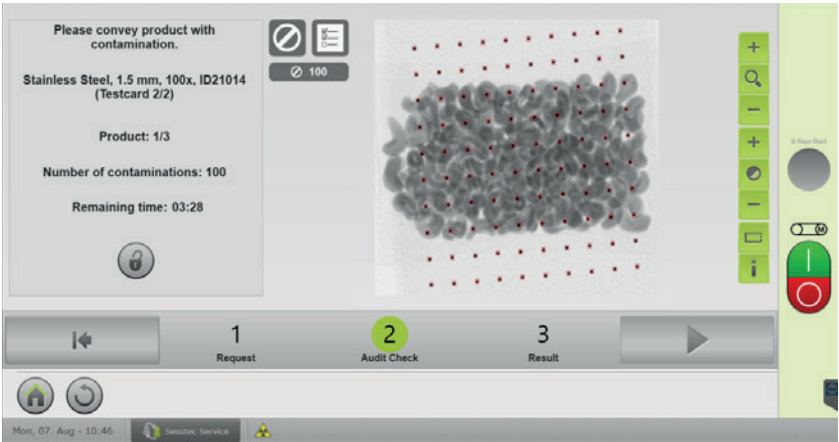 Please convey product with
contamination.
Stainless Steel, 1.5 mm, 100x, ID21014
(Testcard 2/2)
Product: 1/3
Number of contaminations: 100
Remaining time: 03:28
100
X-Rays Start
M
1
Request
2
Audit Check
3
Result
Mon, 07. Aug - 10:46
Sesotec Service